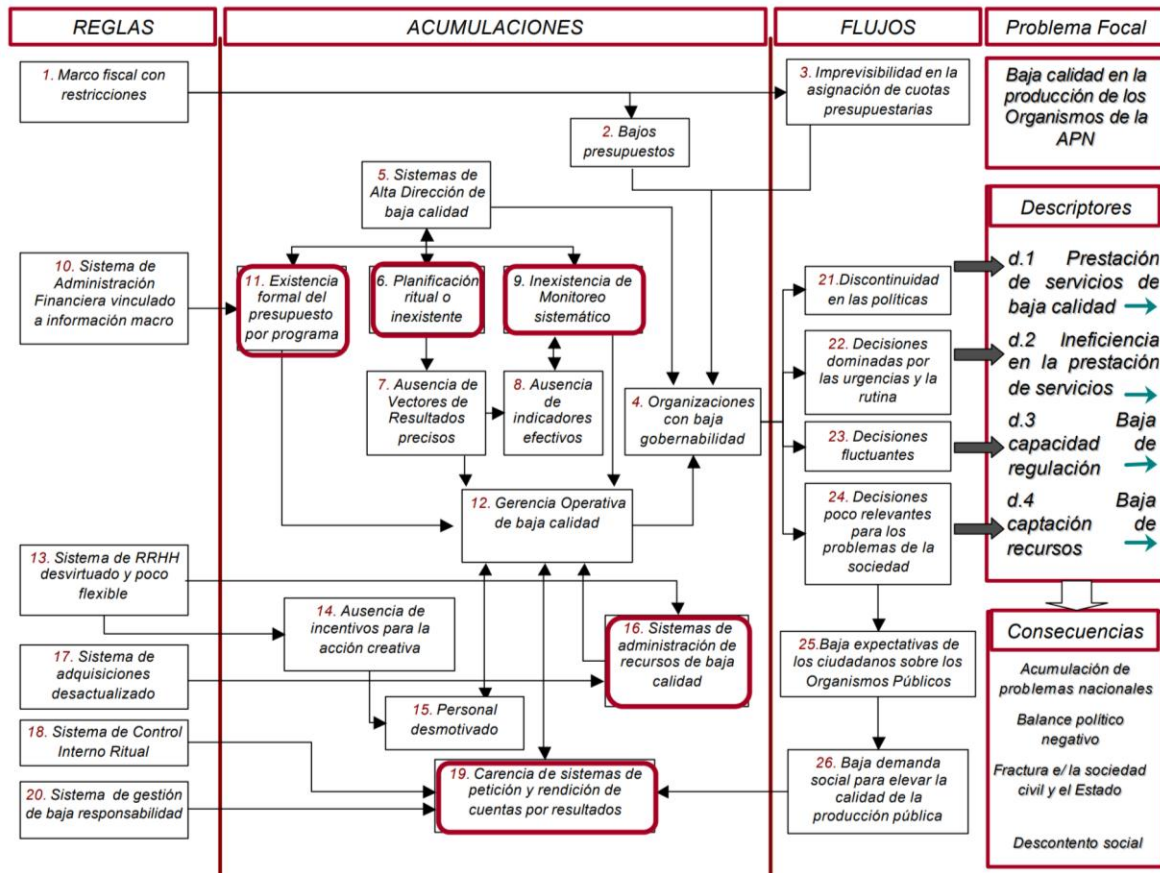 REGLAS
ACUMULACIONES
FLUJOS
Problema Focal
1. Marco fiscal con
restricciones
3. Imprevisibilidad en la
asignación de cuotas
presupuestarias
Baja calidad en la
producción de los
Organismos de la
APN
2. Bajos
presupuestos
5. Sistemas de
Alta Dirección de
baja calidad
Descriptores
10. Sistema de
Administración
Financiera vinculado
a información macro
11. Existencia
formal del
presupuesto
por programa
6. Planificación
ritual o
inexistente
9. Inexistencia de
Monitoreo
sistemático
21.Discontinuidad
en las políticas
d.1 Prestación
de servicios de
baja calidad
22. Decisiones
dominadas por
las urgencias y la
rutina
d.2 Ineficiencia
en la prestación
de servicios
7. Ausencia de
Vectores de
Resultados
precisos
8. Ausencia
de
indicadores
efectivos
4. Organizaciones
con baja
gobernabilidad
23. Decisiones
fluctuantes
d.3 Baja
capacidad de
regulación
12. Gerencia Operativa
de baja calidad
24. Decisiones
poco relevantes
para los
problemas de la
sociedad
d.4 Baja
captación de
recursos
13. Sistema de RRHH
desvirtuado y poco
flexible
14. Ausencia de
incentivos para la
acción creativa
16. Sistemas de
administración de
recursos de baja
calidad
25.Baja expectativas de
los ciudadanos sobre los
Organismos Públicos
Consecuencias
17. Sistema de
adquisiciones
desactualizado
15. Personal
desmotivado
Acumulación de
problemas nacionales
Balance político
negativo
18. Sistema de Control
Interno Ritual
19. Carencia de sistemas de
petición y rendición de
cuentas por resultados
26. Baja demanda
social para elevar la
calidad de la
producción pública
Fractura e/ la sociedad
civil y el Estado
20. Sistema de gestión
de baja responsabilidad
Descontento social